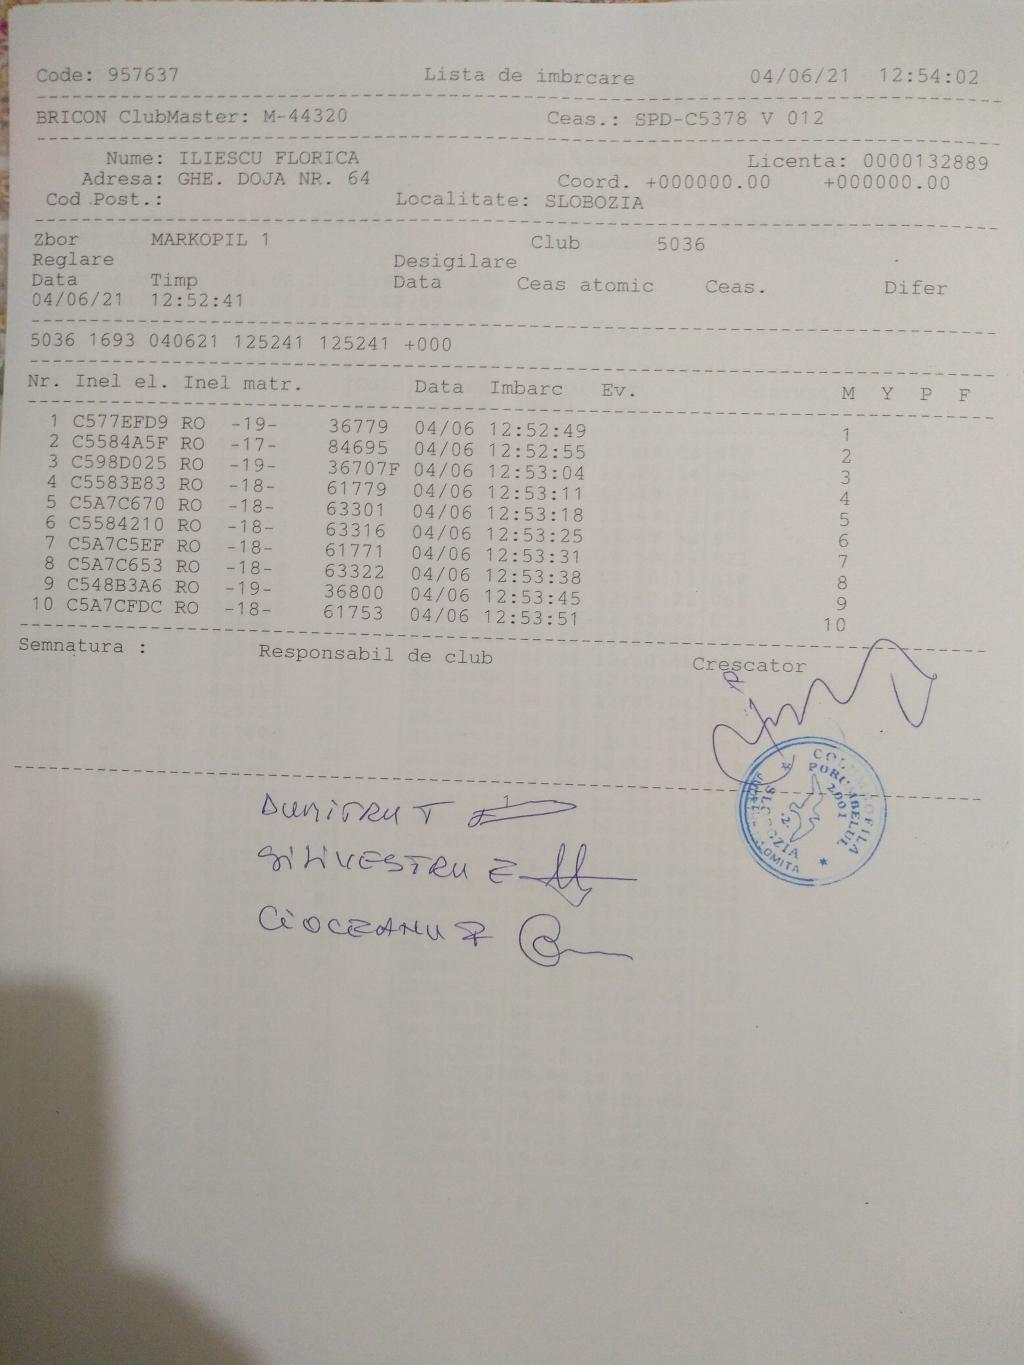 Code: 957637 Lista de imbrcare 04/06/21 12:54:02
BRICON ClubMaster: M-44320 Ceas.: SPD-C5378 V 012
Nume: ILIESCU FLORICA Licenta: 0000132889
Adresa: GHE. DOJA NR. 64 Coord. +000000.00 +000000.00
Cod Post.: Localitate: SLOBOZIA
Zbor MARKOPIL 1 Club 5036
Reglare Desigilare
Data Timp Data Ceas atomic Ceas. Difer
04/06/21 12:52:41
5036 1693 040621 125241 125241 +000
Nr. Inel el. Inel matr. Data Imbarc Ev. M Y P F
1 C577EFD9 RO -19- 36779 04/06 12:52:49 1
2 C5584A5F RO -17- 84695 04/06 12:52:55 2
3 C598D025 RO -19- 36707F 04/06 12:53:04 3
4 C5583E83 RO -18- 61779 04/06 12:53:11 4
5 C5A7C670 RO -18- 63301 04/06 12:53:18 5
6 C5584210 RO -18- 63316 04/06 12:53:25 6
7 C5A7C5EF RO -18- 61771 04/06 12:53:31 7
8 C5A7C653 RO -18- 63322 04/06 12:53:38 8
9 C548B3A6 RO -19- 36800 04/06 12:53:45 9
10 C5A7CFDC RO -18- 61753 04/06 12:53:51 10
Semnatura : Responsabil de club Crescator
DUMITRU T
SILIVESTRU E
CIOCEANU
PORUMBELUL
2001